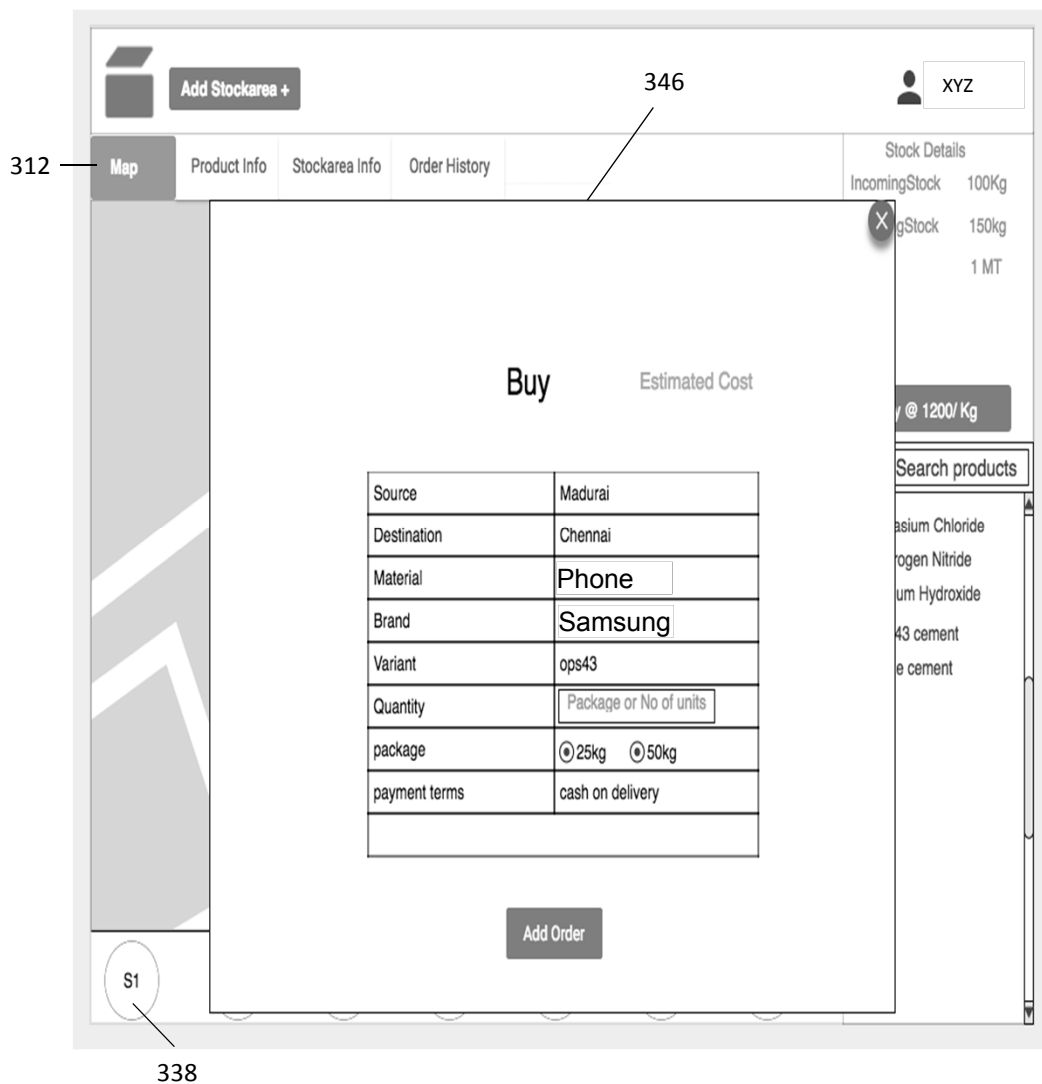 346
Add Stockarea +
XYZ
312
Map
Product Info
Stockarea Info
Order History
Stock Details
IncomingStock 100Kg
gStock 150kg
1 MT
X
Buy
Estimated Cost
y @ 1200/ Kg
Search products
Source Madurai
Destination Chennai
Material Phone
Brand Samsung
Variant ops43
Quantity Package or No of units
package 25kg 50kg
payment terms cash on delivery
asium Chloride
rogen Nitride
um Hydroxide
43 cement
e cement
Add Order
S1
338